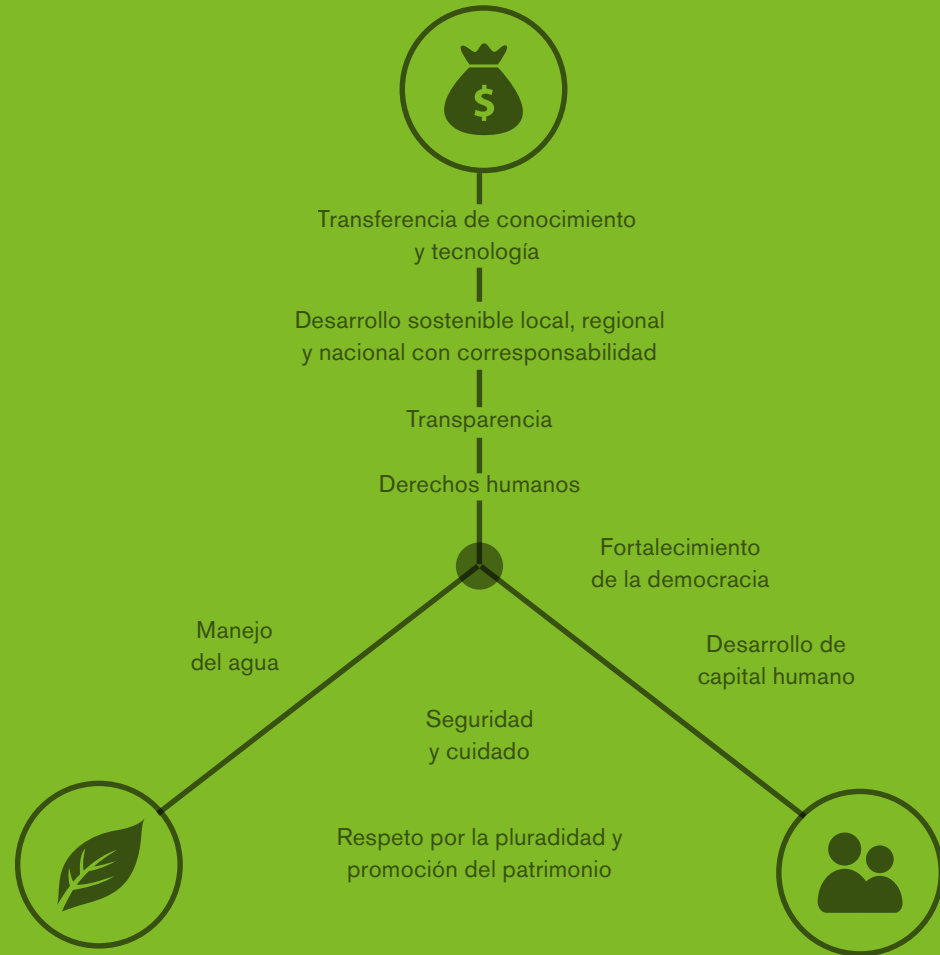 $
Transferencia de conocimiento
y tecnología
Desarrollo sostenible local, regional
y nacional con corresponsabilidad
Transparencia
Derechos humanos
Fortalecimiento
de la democracia
Manejo
del agua
Desarrollo de
capital humano
Seguridad
y cuidado
Respeto por la pluradidad y
promoción del patrimonio